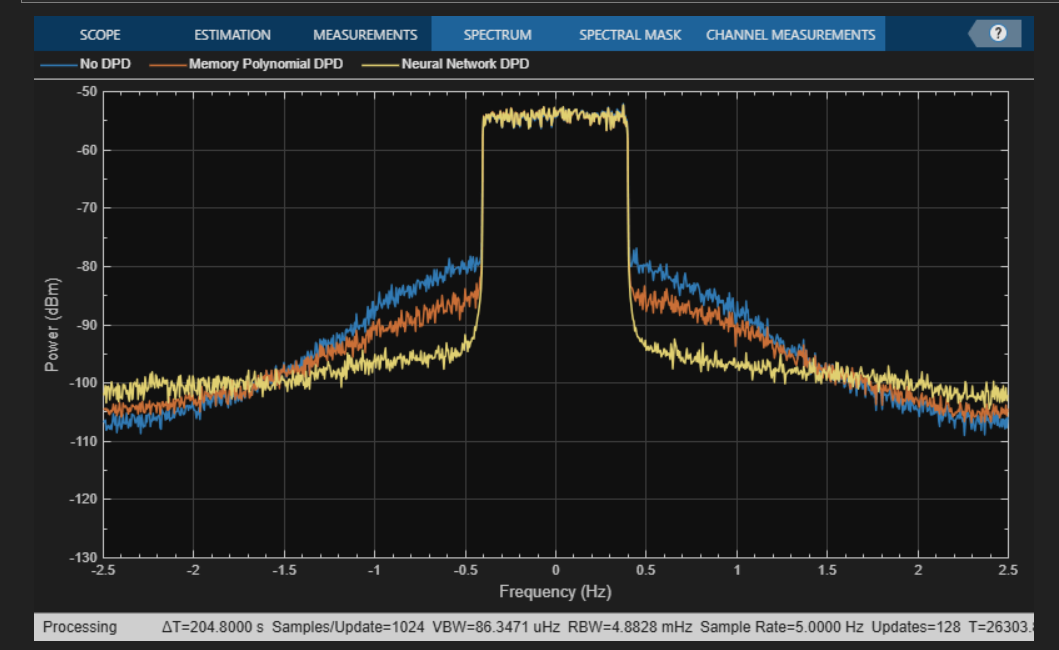 SCOPE ESTIMATION MEASUREMENTS SPECTRUM SPECTRAL MASK CHANNEL MEASUREMENTS ?
No DPD Memory Polynomial DPD Neural Network DPD
-50
-60
-70
-80
-90
-100
-110
-120
-130
Power (dBm)
-2.5 -2 -1.5 -1 -0.5 0 0.5 1 1.5 2 2.5
Frequency (Hz)
Processing ΔT=204.8000 s Samples/Update=1024 VBW=86.3471 uHz RBW=4.8828 mHz Sample Rate=5.0000 Hz Updates=128 T=26303.